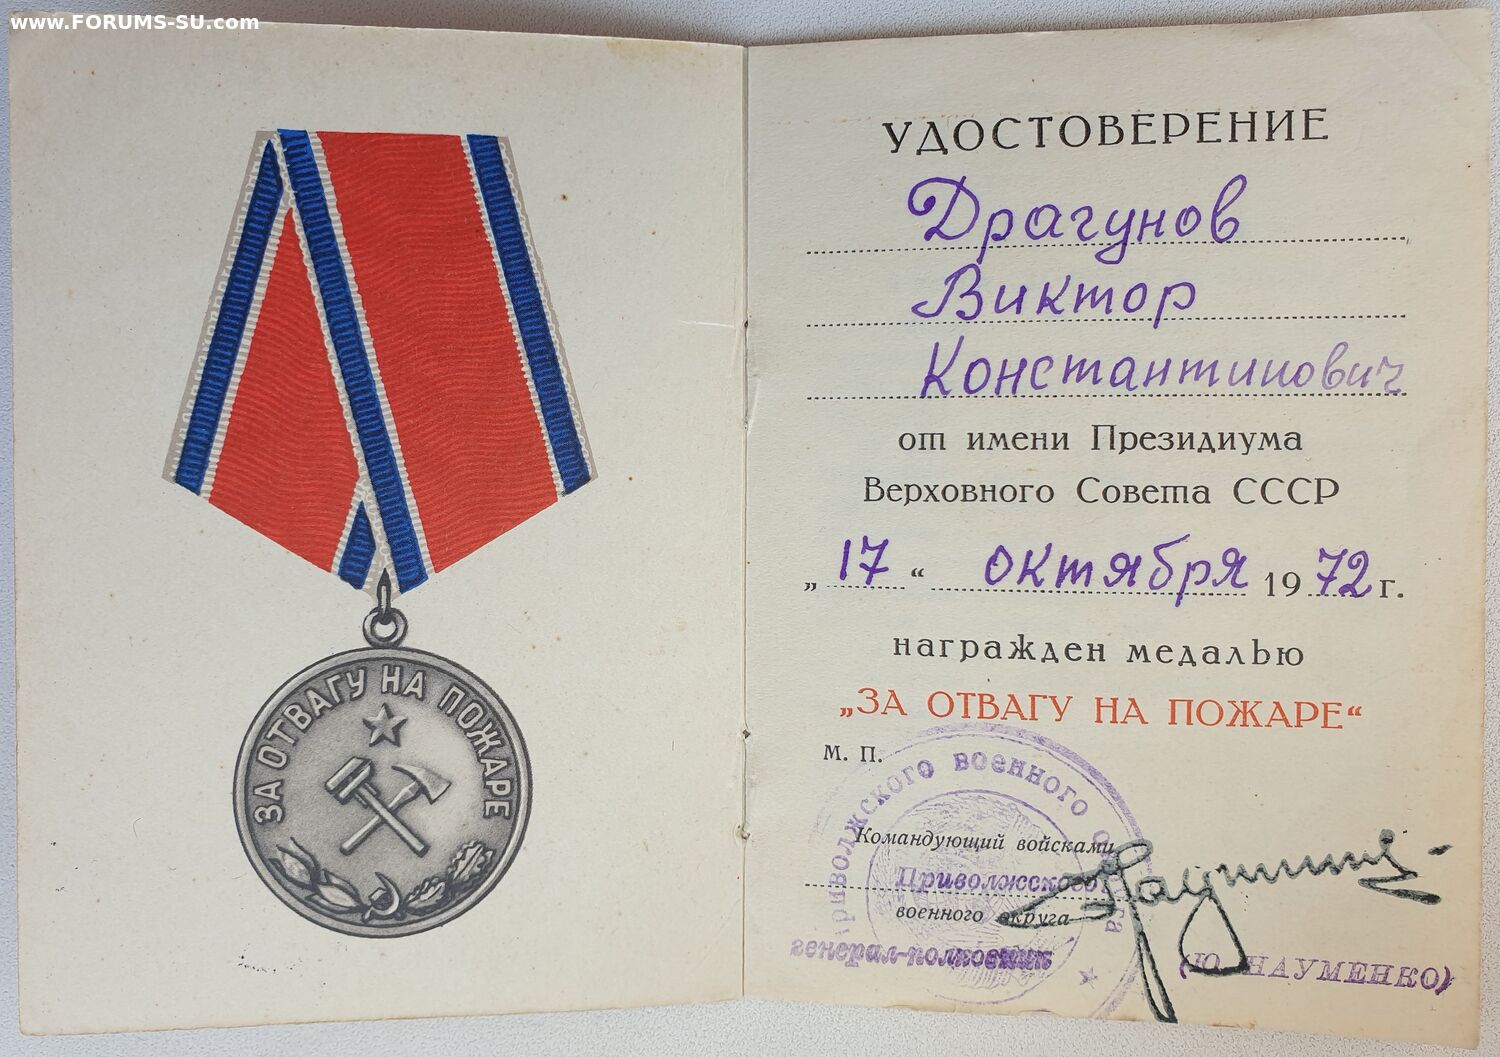 www.FORUMS-SU.com
ЗА ОТВАГУ НА ПОЖАРЕ
УДОСТОВЕРЕНИЕ
Драгунов
Виктор
Константинович
от имени Президиума
Верховного Совета СССР
„17“ октября 1972 г.
награжден медалью
„ЗА ОТВАГУ НА ПОЖАРЕ“
М. П.
Приволжского военного округа
Командующий войсками
Приволжского
военного округа
генерал-полковник
(Ю. НАУМЕНКО)